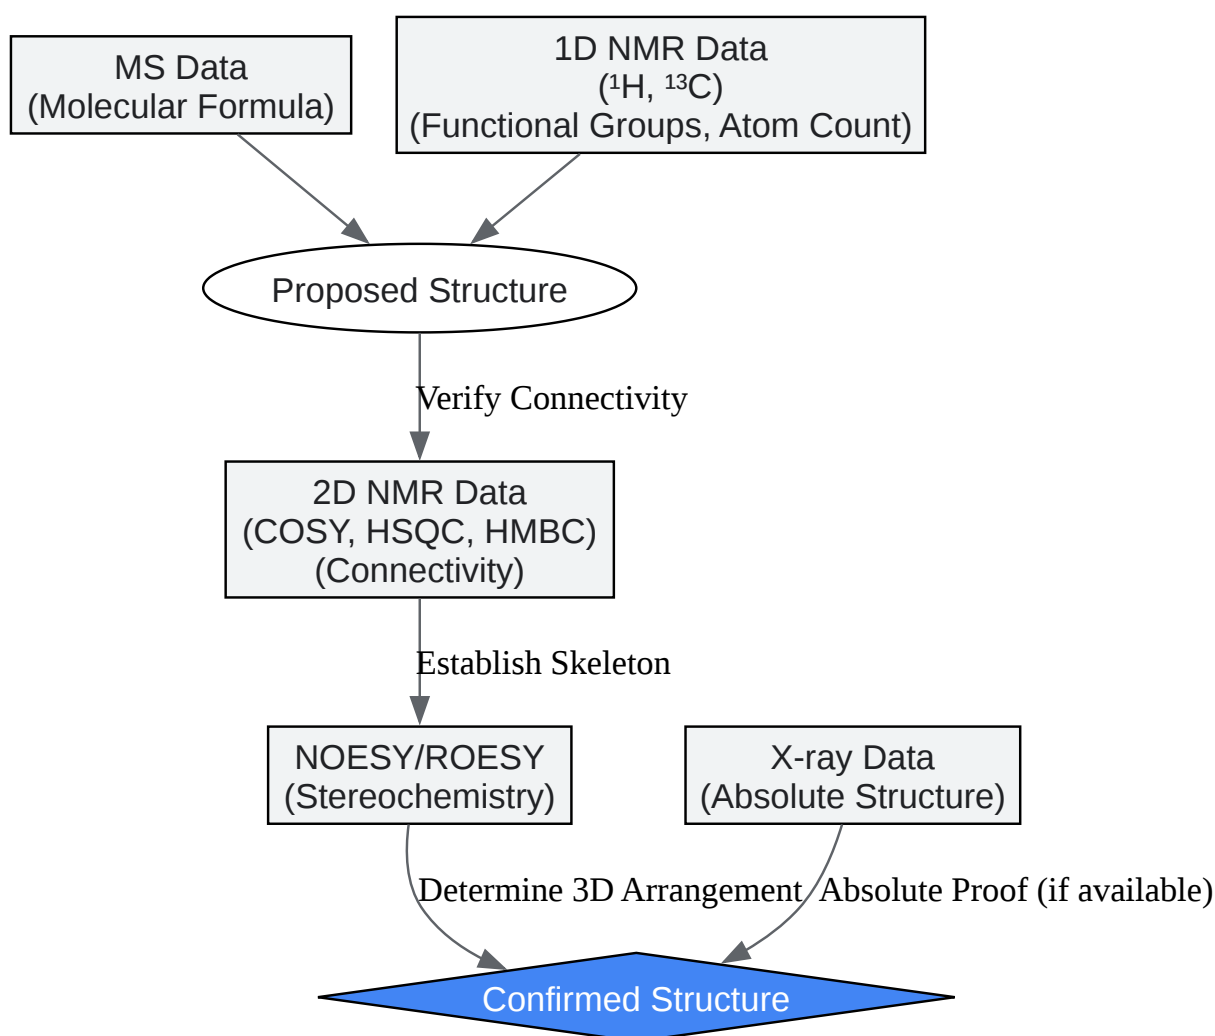 MS Data
(Molecular Formula)
1D NMR Data
(¹H, ¹³C)
(Functional Groups, Atom Count)
Proposed Structure
Verify Connectivity
2D NMR Data
(COSY, HSQC, HMBC)
(Connectivity)
Establish Skeleton
NOESY/ROESY
(Stereochemistry)
X-ray Data
(Absolute Structure)
Determine 3D Arrangement
Absolute Proof (if available)
Confirmed Structure